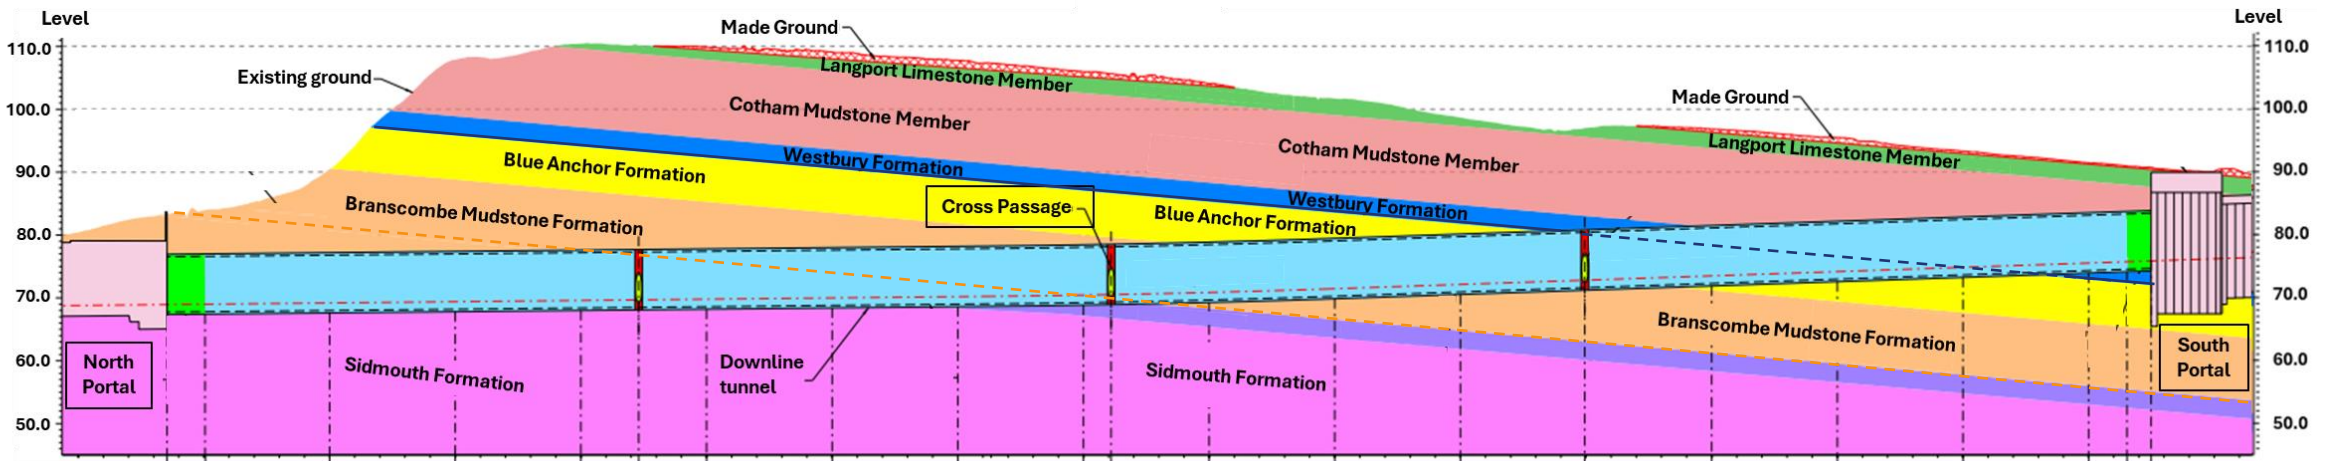 Level
Level
110.0
100.0
90.0
80.0
70.0
60.0
50.0
110.0
100.0
90.0
80.0
70.0
60.0
50.0
Made Ground
Existing ground
Langport Limestone Member
Cotham Mudstone Member
Made Ground
Cotham Mudstone Member
Langport Limestone Member
Westbury Formation
Blue Anchor Formation
Westbury Formation
Cross Passage
Blue Anchor Formation
Branscombe Mudstone Formation
Branscombe Mudstone Formation
North
Portal
Sidmouth Formation
Downline
tunnel
Sidmouth Formation
South
Portal